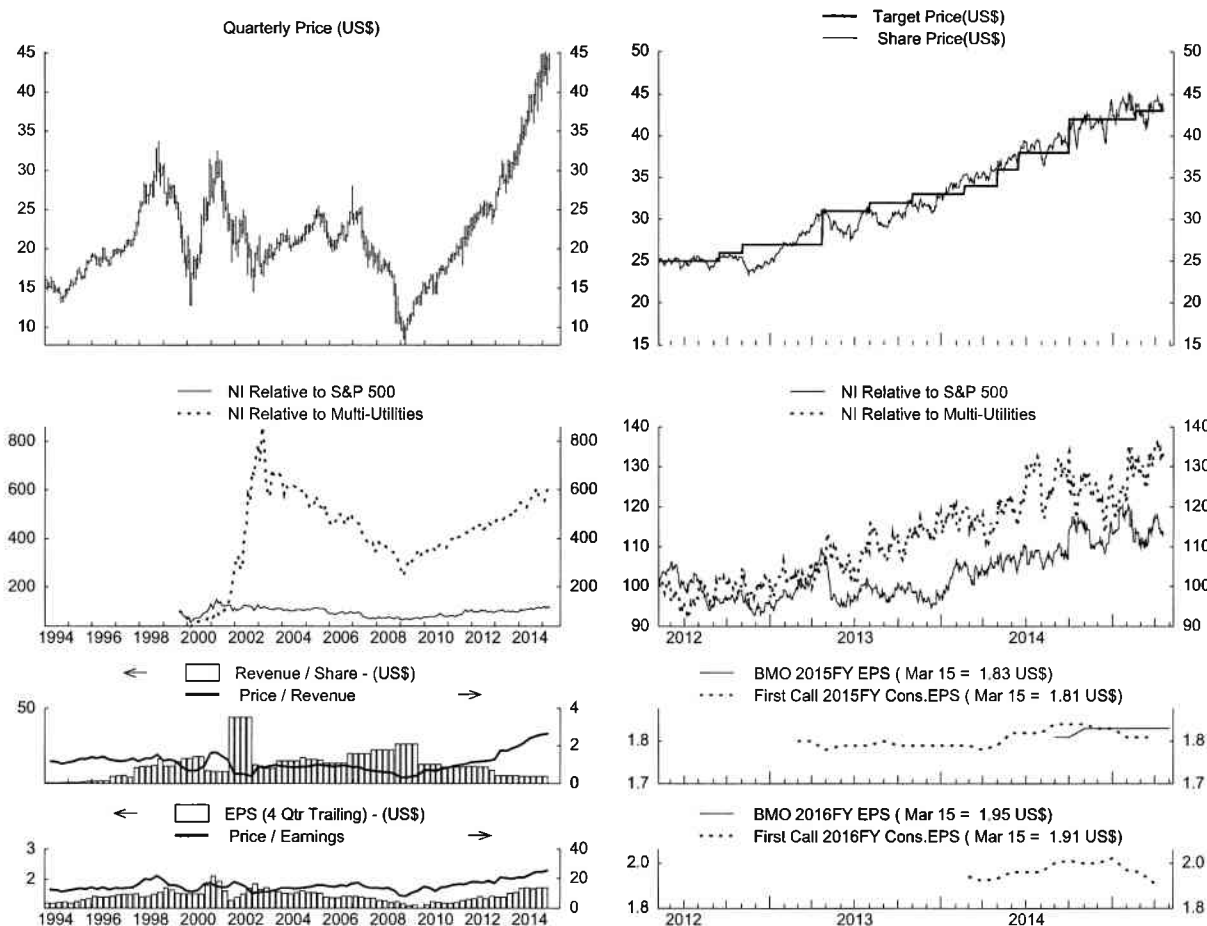 Quarterly Price (US$)
45 45
40 40
35 35
30 30
25 25
20 20
15 15
10 10
Target Price(US$)
Share Price(US$)
50 50
45 45
40 40
35 35
30 30
25 25
20 20
15 15
NI Relative to S&P 500
NI Relative to Multi-Utilities
800 800
600 600
400 400
200 200
1994 1996 1998 2000 2002 2004 2006 2008 2010 2012 2014
NI Relative to S&P 500
NI Relative to Multi-Utilities
140 140
130 130
120 120
110 110
100 100
90 90
2012 2013 2014
← Revenue / Share - (US$)
Price / Revenue →
50 4
2
0
← EPS (4 Qtr Trailing) - (US$)
Price / Earnings →
3 40
2 20
1 0
1994 1996 1998 2000 2002 2004 2006 2008 2010 2012 2014
BMO 2015FY EPS ( Mar 15 = 1.83 US$)
First Call 2015FY Cons.EPS ( Mar 15 = 1.81 US$)
1.8 1.8
1.7 1.7
BMO 2016FY EPS ( Mar 15 = 1.95 US$)
First Call 2016FY Cons.EPS ( Mar 15 = 1.91 US$)
2.0 2.0
1.8 1.8
2012 2013 2014